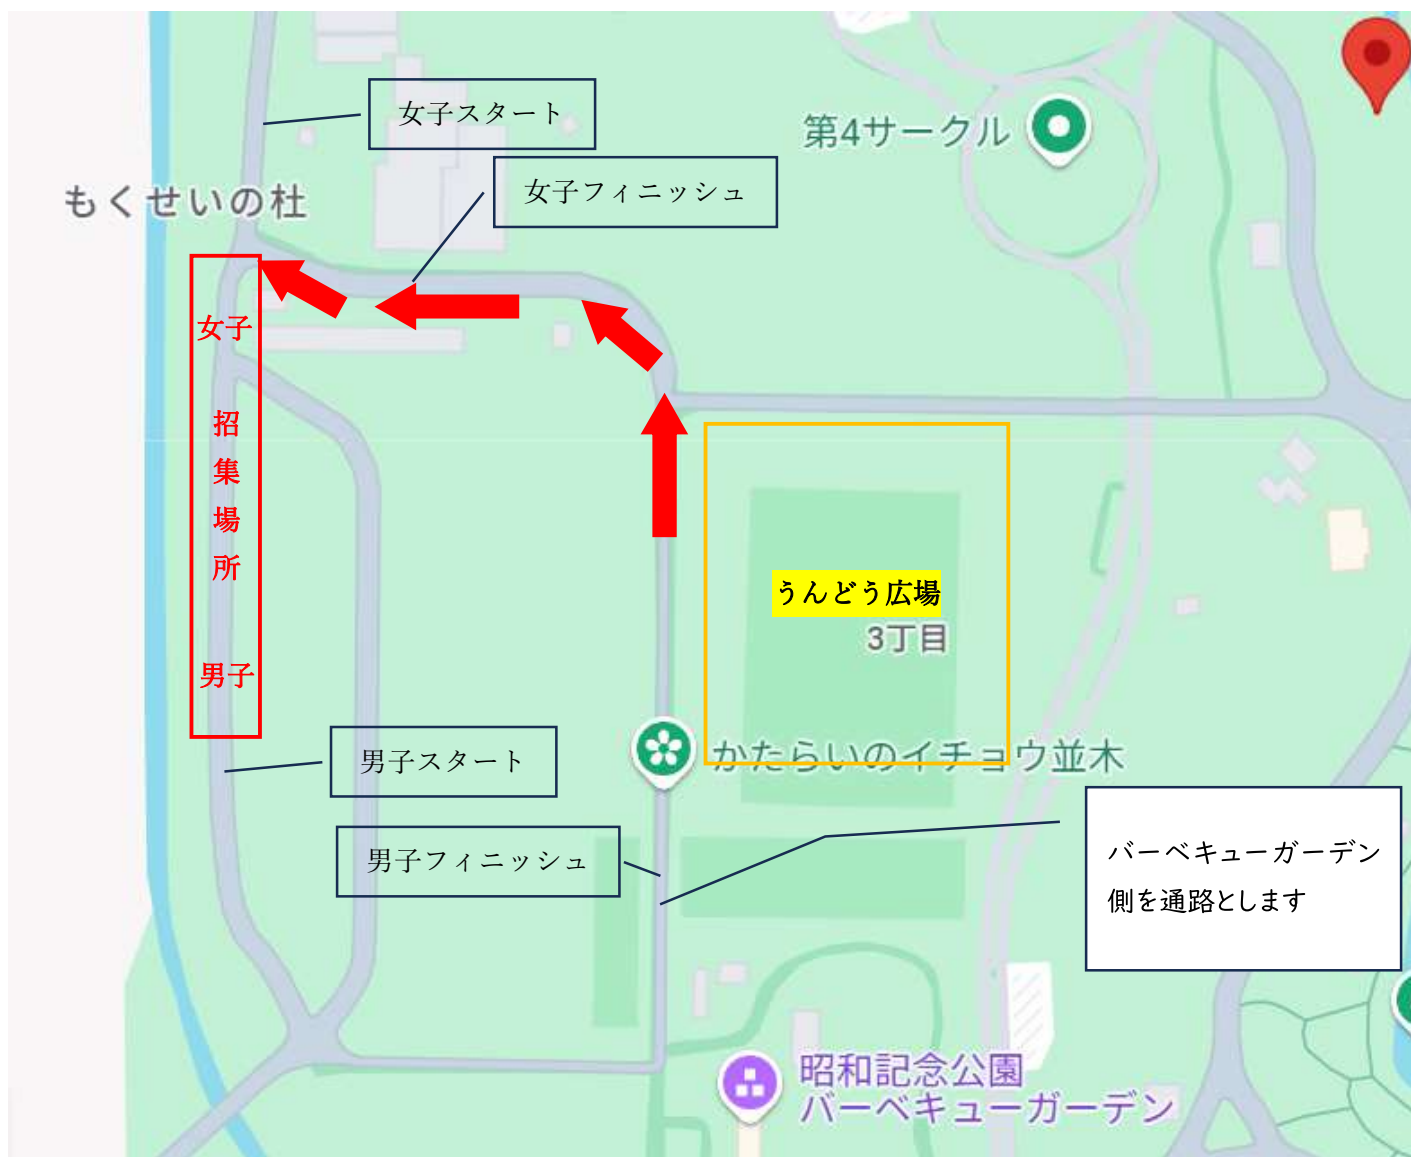 女子スタート
第4サークル
女子フィニッシュ
もくせいの杜
女子
招
集
場
所
男子
うんどう広場
3丁目
かたらいのイチョウ並木
男子スタート
男子フィニッシュ
バーベキューガーデン
側を通路とします
昭和記念公園
バーベキューガーデン